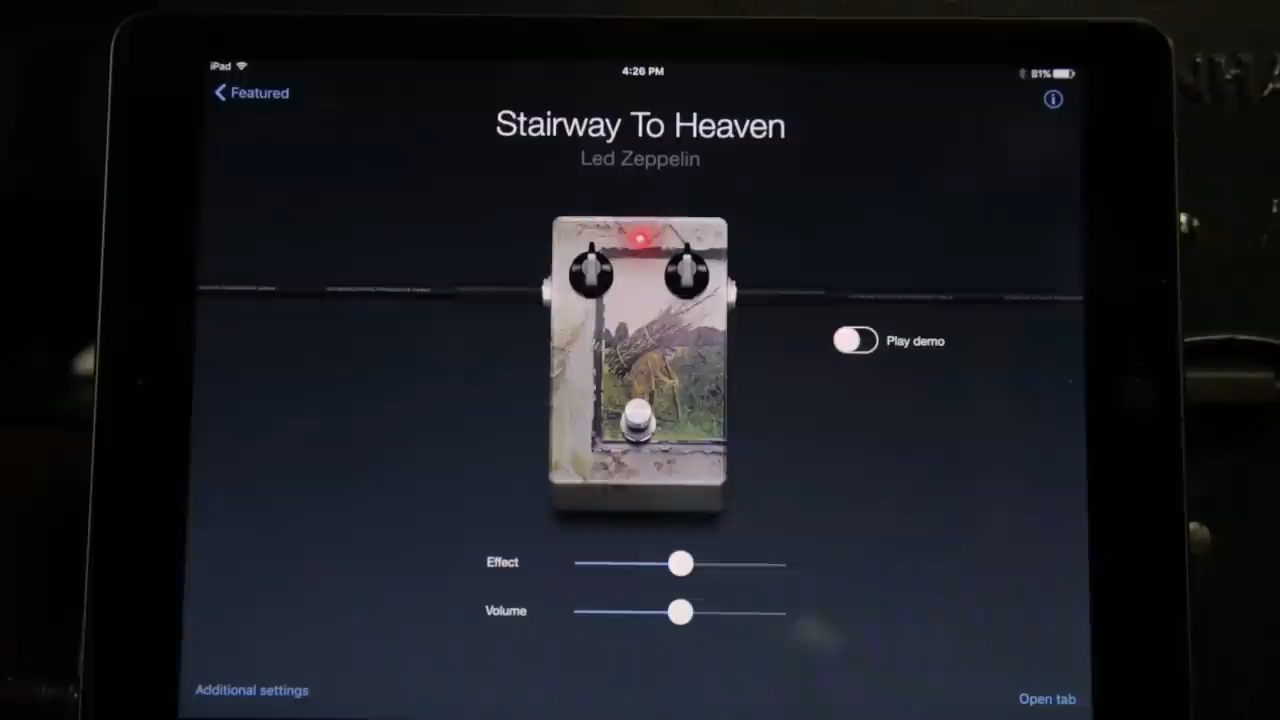 iPad
4:26 PM
81%
Featured
Stairway To Heaven
Led Zeppelin
Play demo
Effect
Volume
Additional settings
Open tab